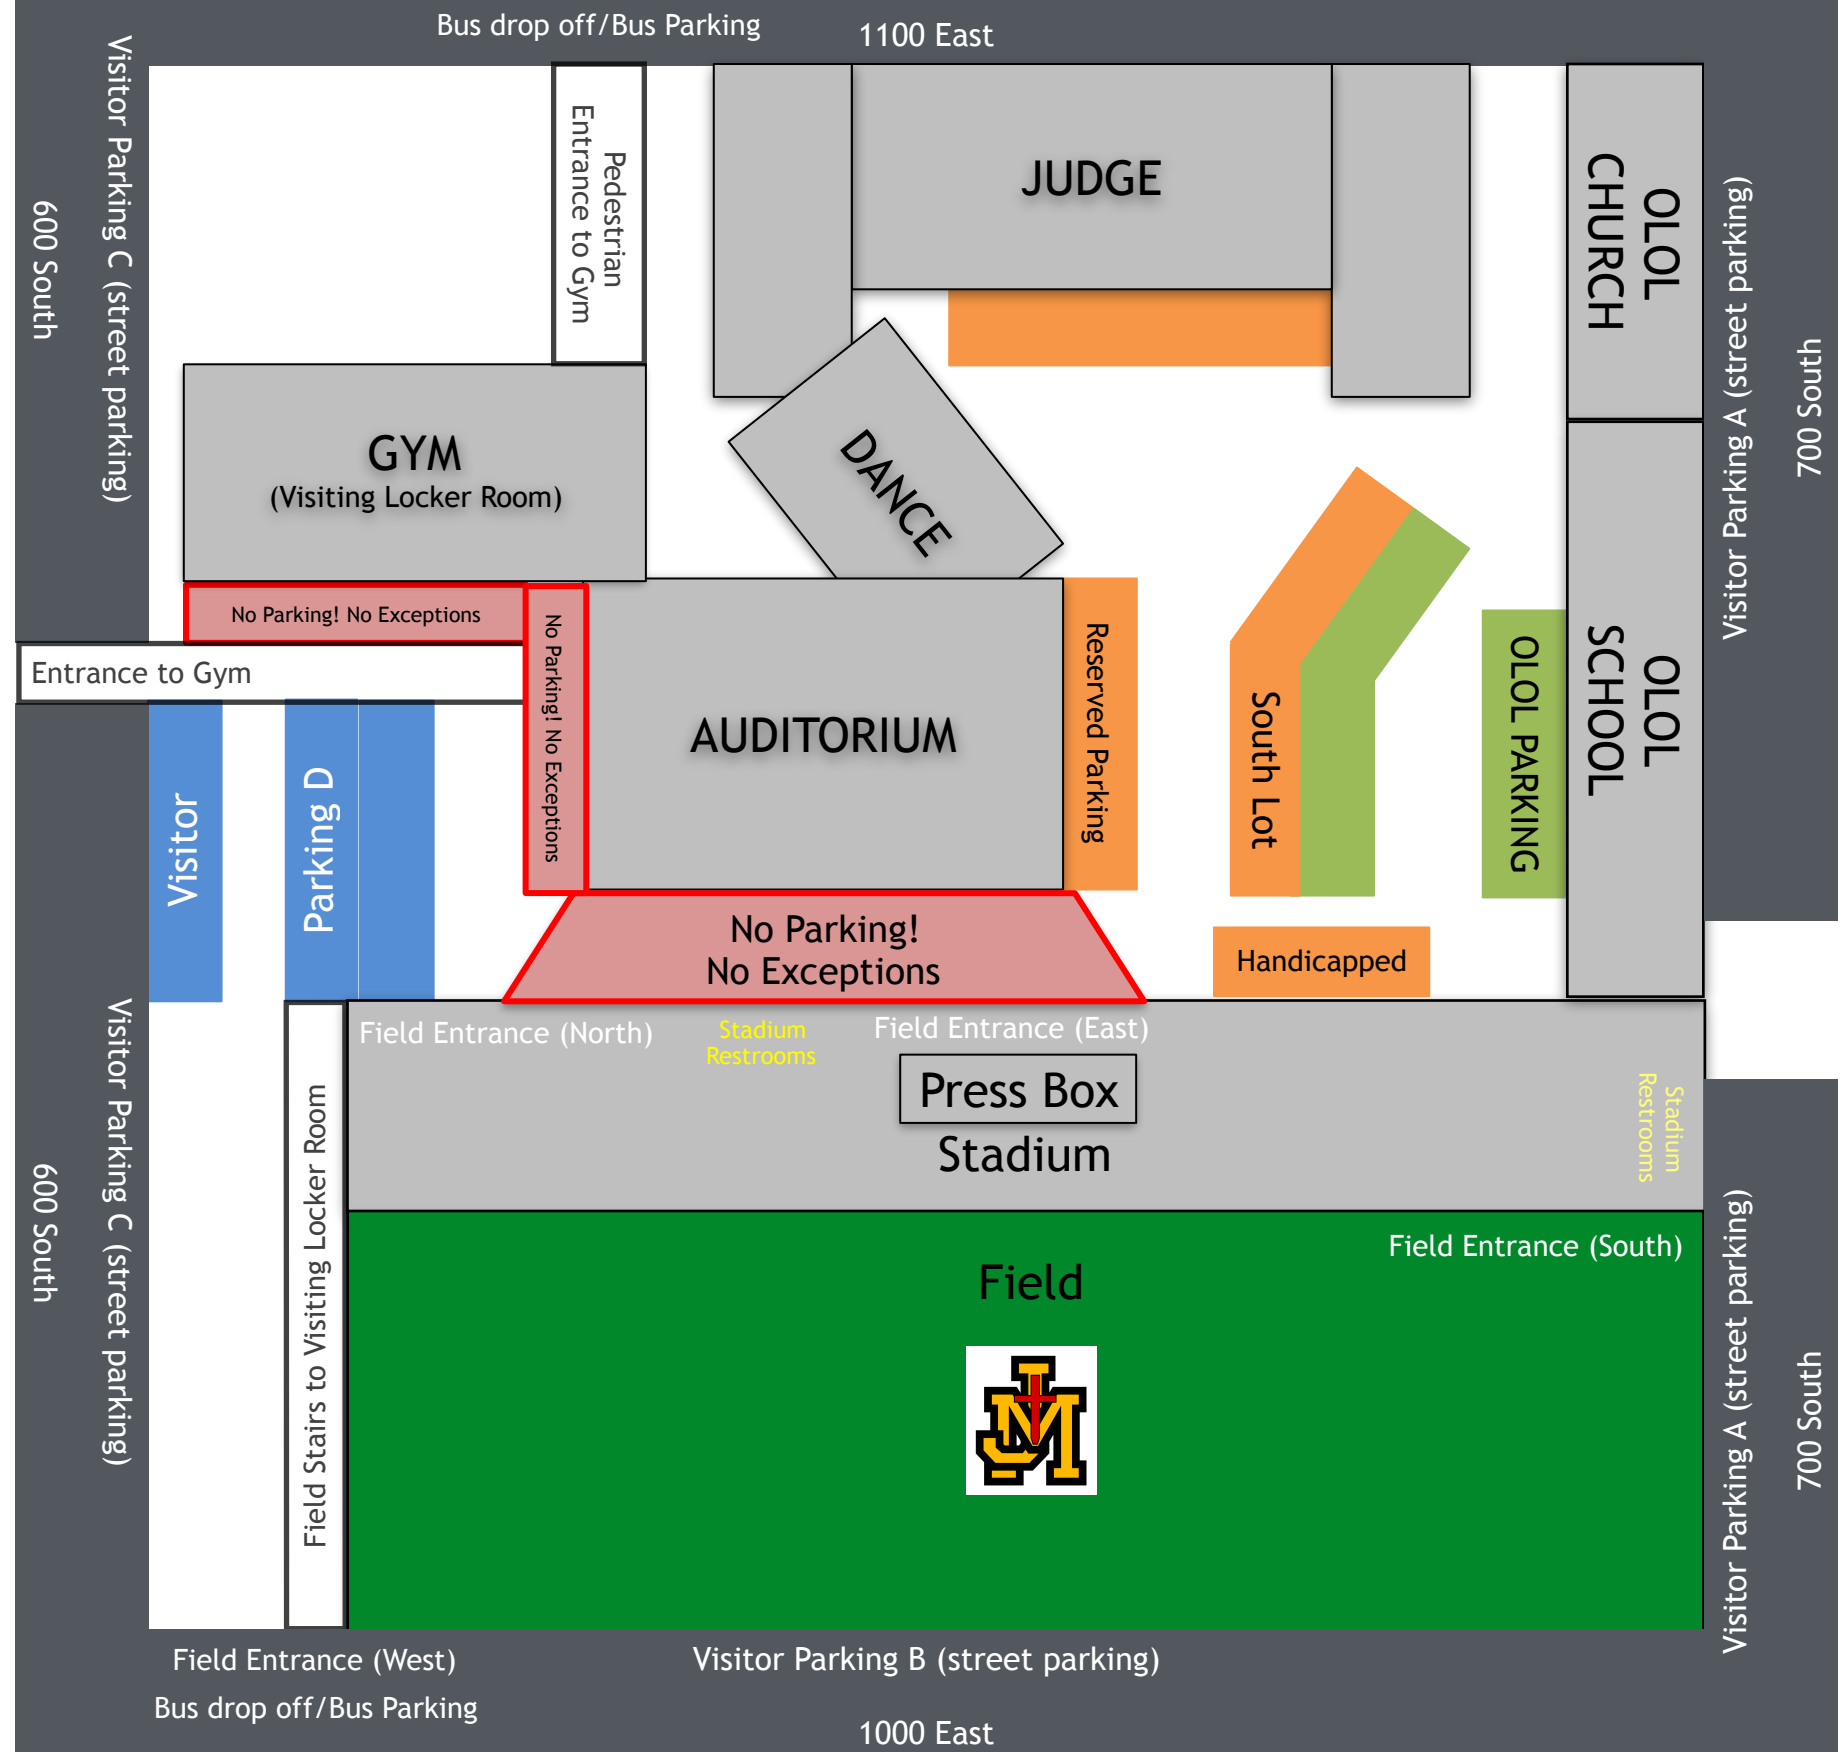 Bus drop off/Bus Parking
1100 East
Visitor Parking C (street parking)
600 South
Pedestrian
Entrance to Gym
JUDGE
OLOL
CHURCH
Visitor Parking A (street parking)
700 South
GYM
(Visiting Locker Room)
DANCE
No Parking! No Exceptions
No Parking! No Exceptions
Entrance to Gym
AUDITORIUM
Reserved Parking
South Lot
OLOL PARKING
OLOL
SCHOOL
Visitor
Parking D
No Parking!
No Exceptions
Handicapped
Field Entrance (North)
Stadium
Restrooms
Field Entrance (East)
Press Box
Stadium
Stadium
Restrooms
Visitor Parking C (street parking)
600 South
Field Stairs to Visiting Locker Room
Field Entrance (South)
Field
JM
Visitor Parking A (street parking)
700 South
Field Entrance (West)
Visitor Parking B (street parking)
Bus drop off/Bus Parking
1000 East